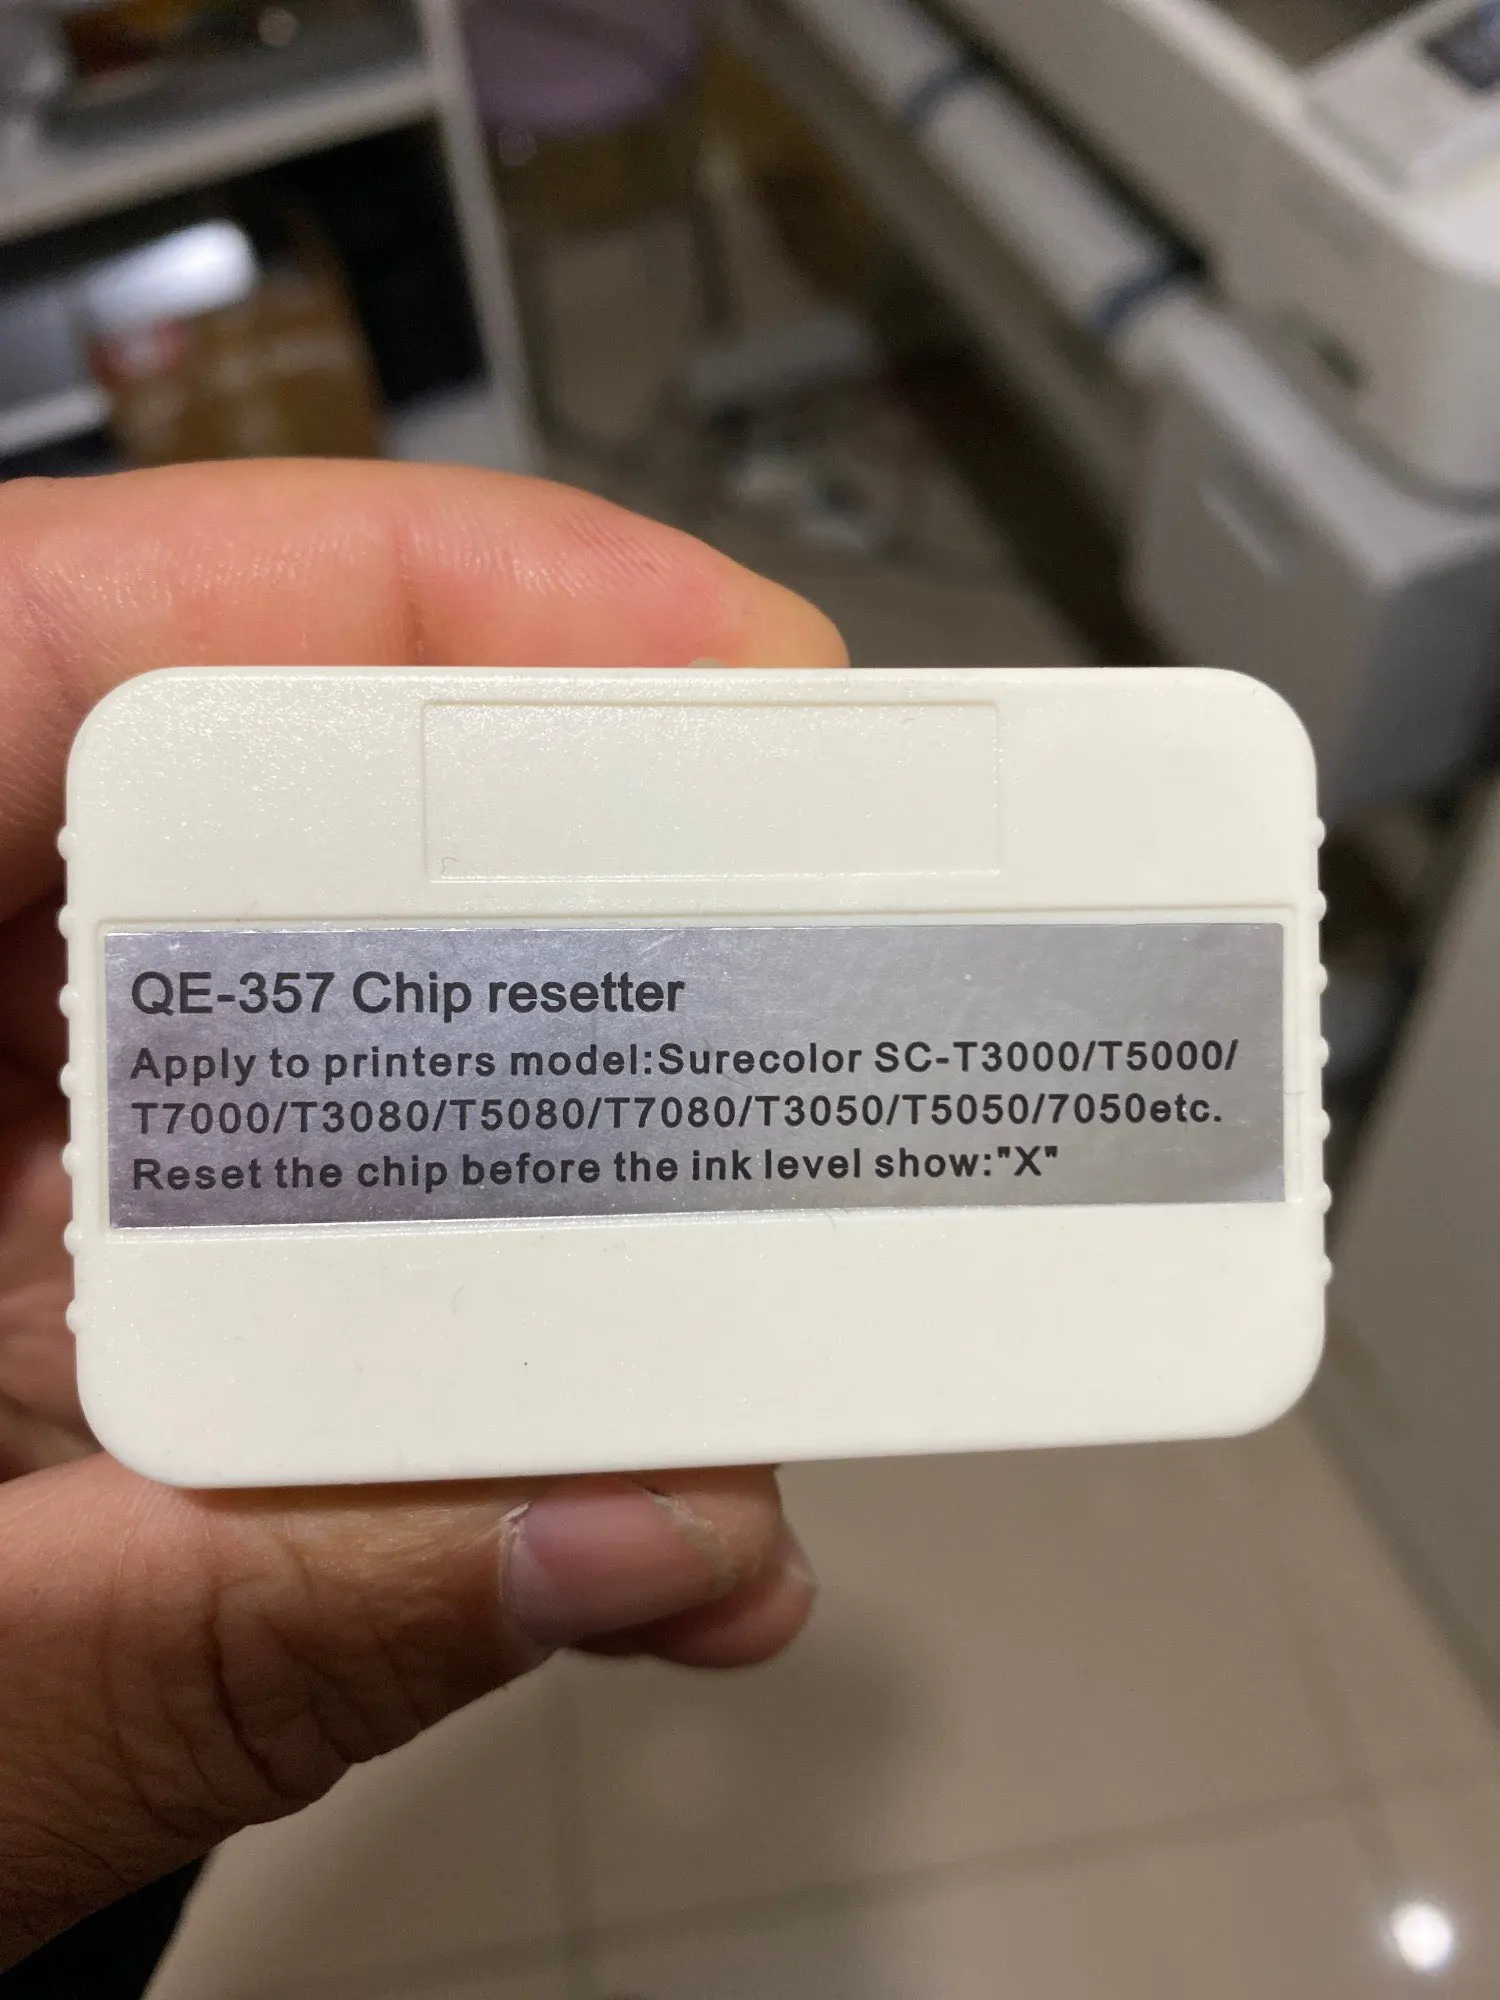 QE-357 Chip resetter
Apply to printers model:Surecolor SC-T3000/T5000/
T7000/T3080/T5080/T7080/T3050/T5050/7050etc.
Reset the chip before the ink level show:"X"